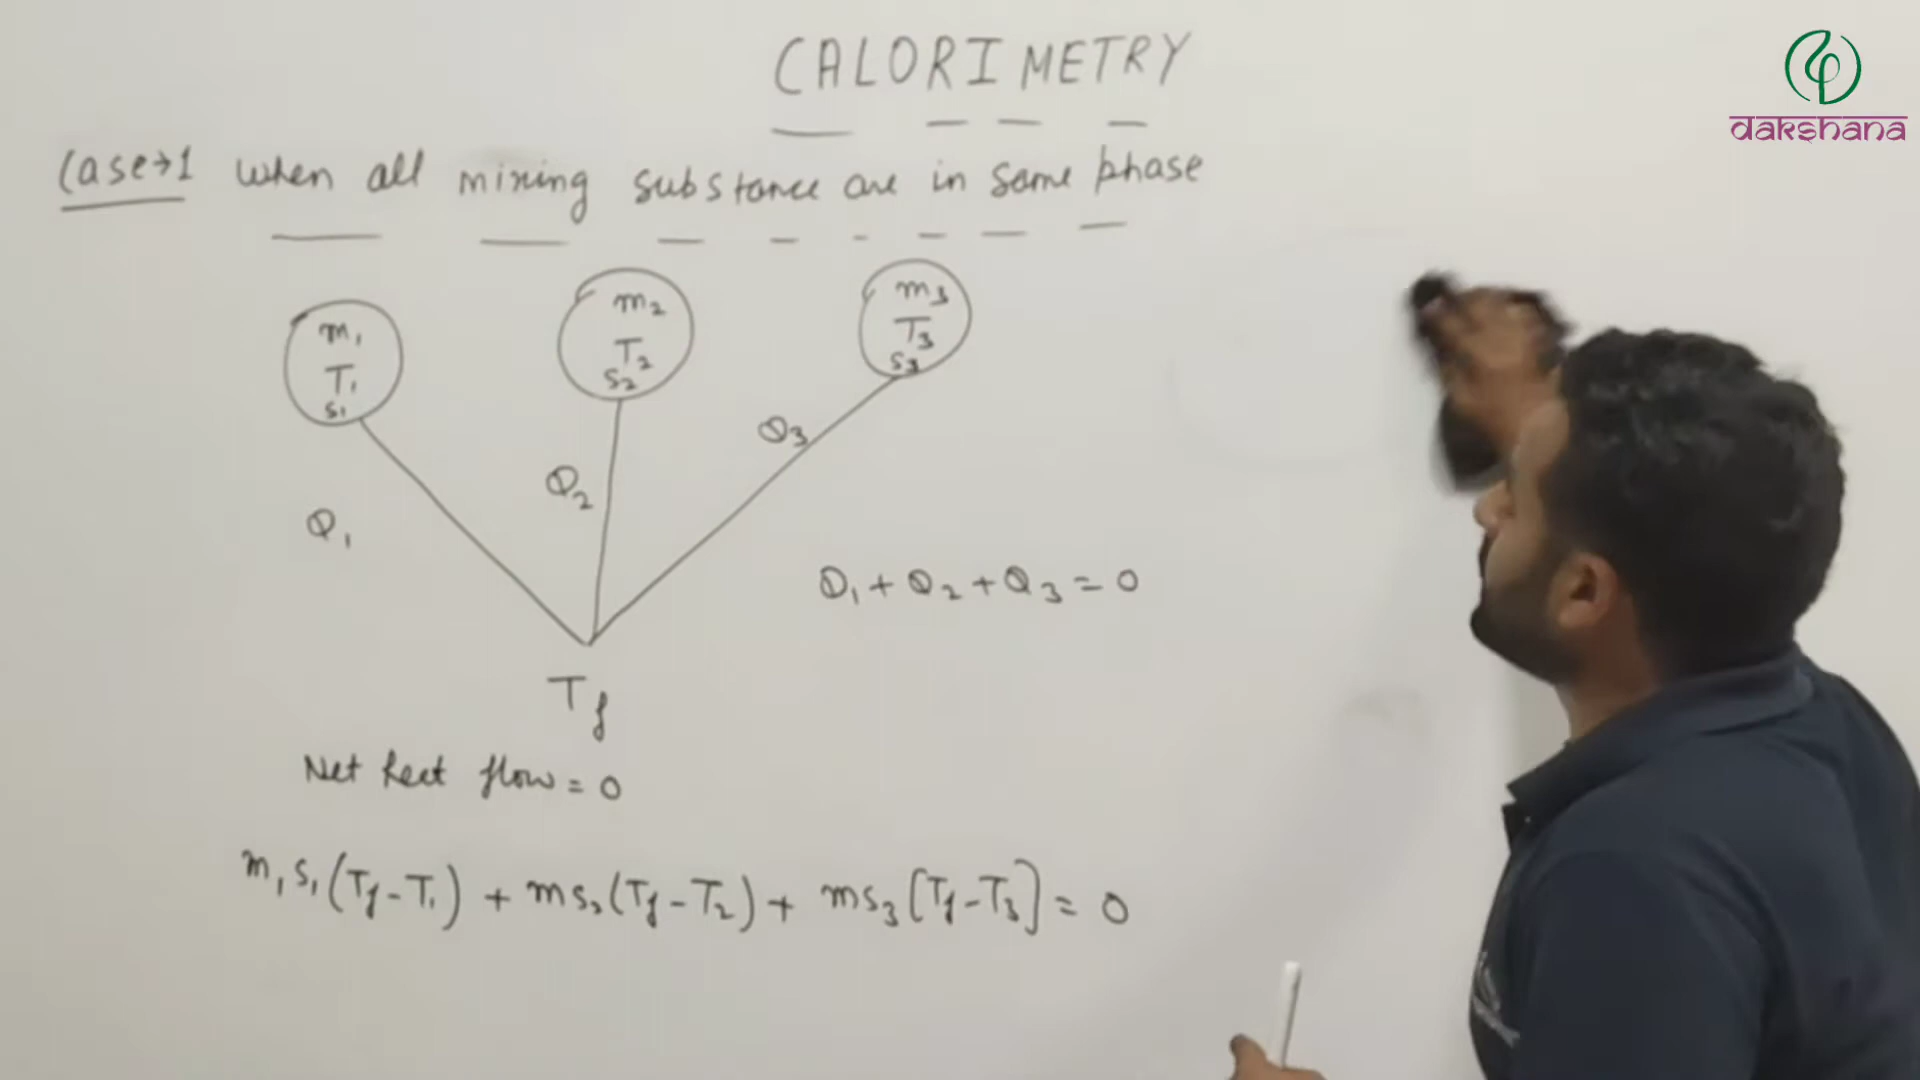 CALORIMETRY
dakshana
Case→1 when all mixing substance are in same phase
m₁
T₁
s₁
m₂
T₂
s₂
m₃
T₃
s₃
Q₁
Q₂
Q₃
Q₁ + Q₂ + Q₃ = 0
T_f
Net heat flow = 0
m₁s₁(T_f - T₁) + ms₂(T_f - T₂) + ms₃[T_f - T₃] = 0